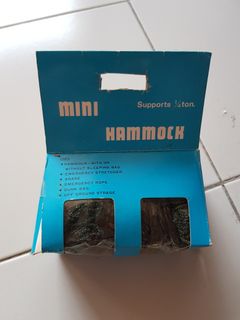 MINI
Supports ½ ton.
HAMMOCK
USES
HAMMOCK - WITH OR
WITHOUT SLEEPING BAG
EMERGENCY STRETCHER
SNARE
EMERGENCY ROPE
DUNK BAG
OFF GROUND STORAGE